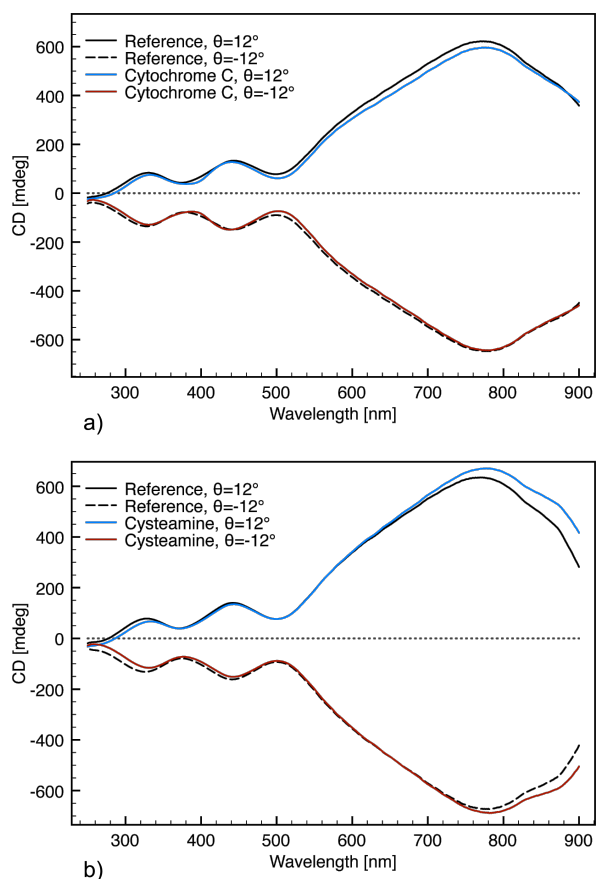 600
400
200
0
-200
-400
-600
CD [mdeg]
Reference, θ=12°
Reference, θ=-12°
Cytochrome C, θ=12°
Cytochrome C, θ=-12°
300 400 500 600 700 800 900
Wavelength [nm]
a)
600
400
200
0
-200
-400
-600
CD [mdeg]
Reference, θ=12°
Reference, θ=-12°
Cysteamine, θ=12°
Cysteamine, θ=-12°
300 400 500 600 700 800 900
Wavelength [nm]
b)